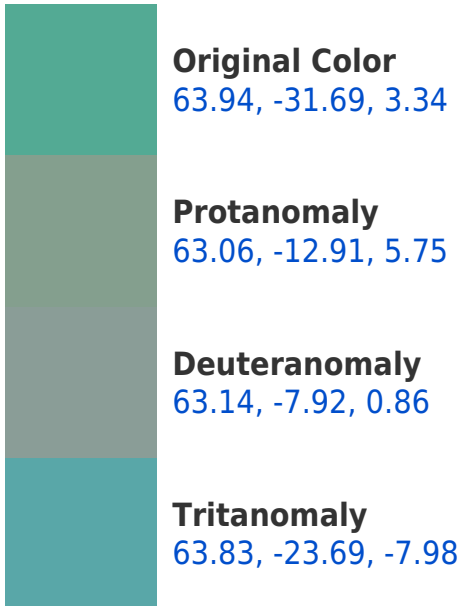 Original Color
63.94, -31.69, 3.34
Protanomaly
63.06, -12.91, 5.75
Deuteranomaly
63.14, -7.92, 0.86
Tritanomaly
63.83, -23.69, -7.98